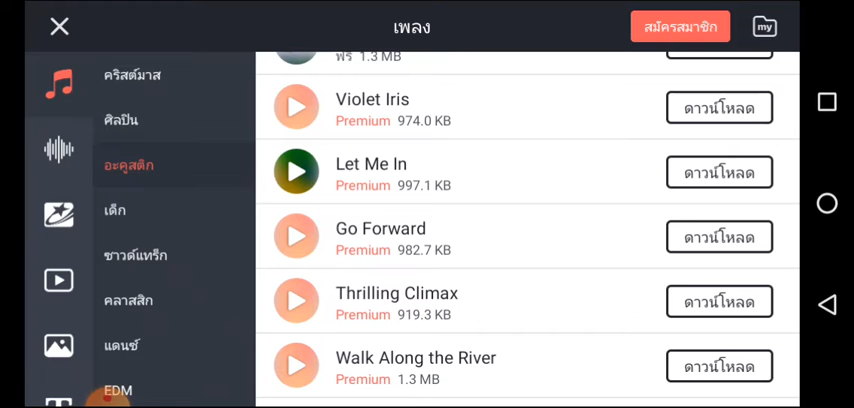 เพลง
สมัครสมาชิก
my
คริสต์มาส
ศิลปิน
อะคูสติก
เด็ก
ซาวด์แทร็ก
คลาสสิก
แดนซ์
EDM
ฟรี 1.3 MB
Violet Iris
Premium 974.0 KB
ดาวน์โหลด
Let Me In
Premium 997.1 KB
ดาวน์โหลด
Go Forward
Premium 982.7 KB
ดาวน์โหลด
Thrilling Climax
Premium 919.3 KB
ดาวน์โหลด
Walk Along the River
Premium 1.3 MB
ดาวน์โหลด